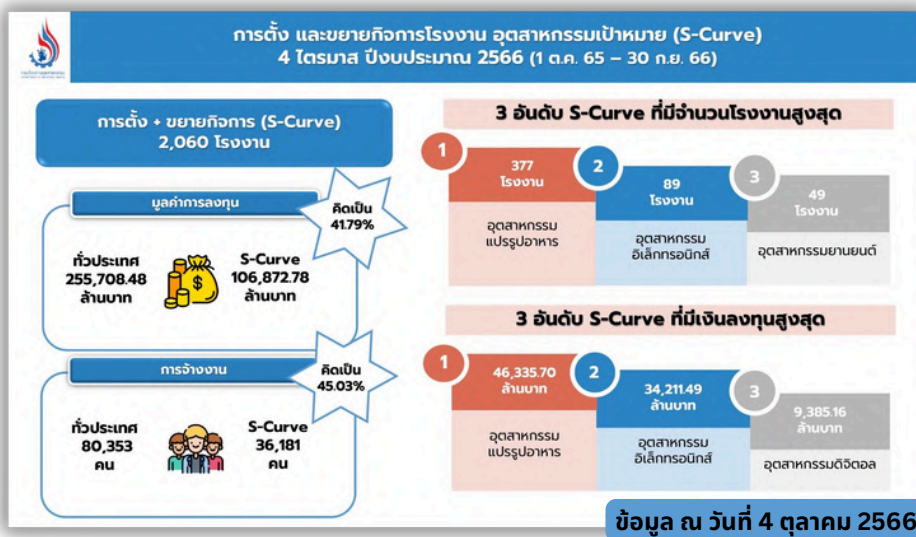 การตั้ง และขยายกิจการโรงงาน อุตสาหกรรมเป้าหมาย (S-Curve)
4 ไตรมาส ปีงบประมาณ 2566 (1 ต.ค. 65 – 30 ก.ย. 66)
การตั้ง + ขยายกิจการ (S-Curve)
2,060 โรงงาน
มูลค่าการลงทุน
คิดเป็น
41.79%
ทั่วประเทศ
255,708.48
ล้านบาท
S-Curve
106,872.78
ล้านบาท
การจ้างงาน
คิดเป็น
45.03%
ทั่วประเทศ
80,353
คน
S-Curve
36,181
คน
3 อันดับ S-Curve ที่มีจำนวนโรงงานสูงสุด
1
377
โรงงาน
อุตสาหกรรม
แปรรูปอาหาร
2
89
โรงงาน
อุตสาหกรรม
อิเล็กทรอนิกส์
3
49
โรงงาน
อุตสาหกรรมยานยนต์
3 อันดับ S-Curve ที่มีเงินลงทุนสูงสุด
1
46,335.70
ล้านบาท
อุตสาหกรรม
แปรรูปอาหาร
2
34,211.49
ล้านบาท
อุตสาหกรรม
อิเล็กทรอนิกส์
3
9,385.16
ล้านบาท
อุตสาหกรรมดิจิตอล
ข้อมูล ณ วันที่ 4 ตุลาคม 2566